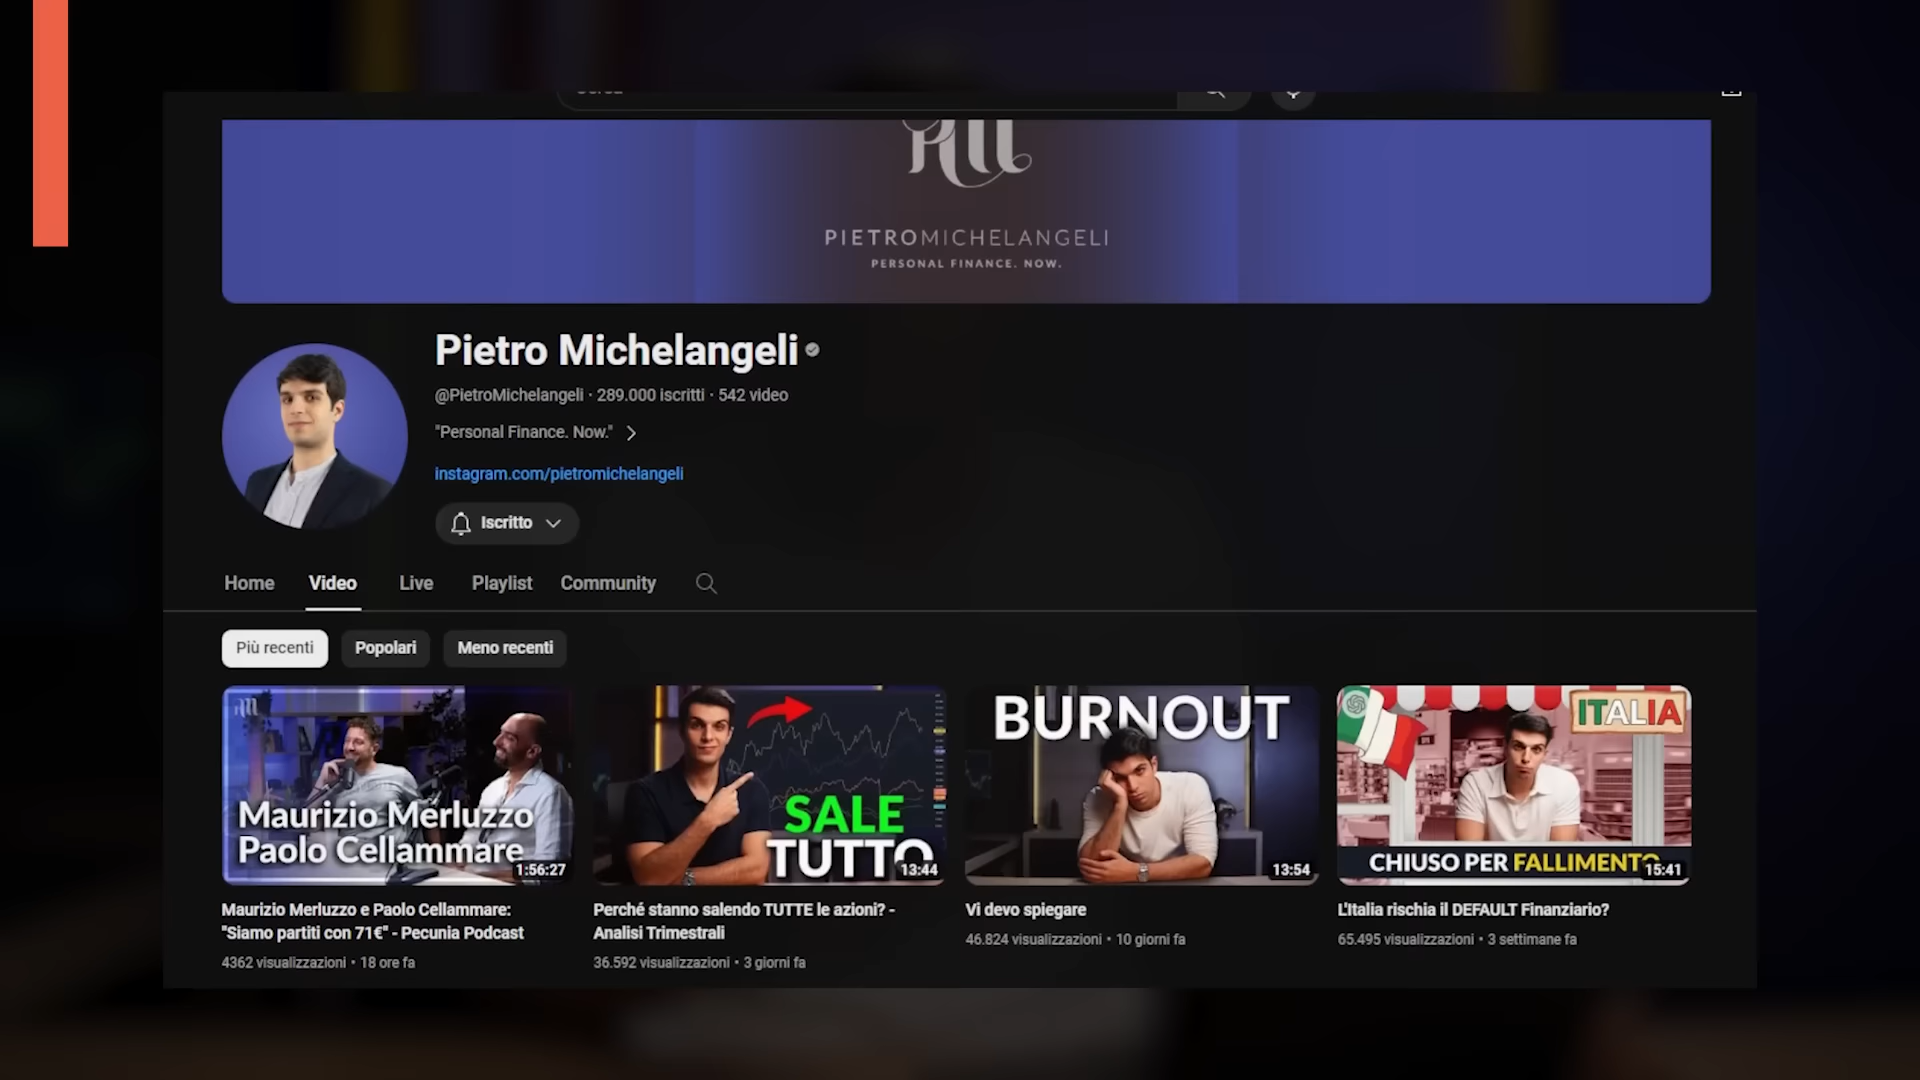 PIETROMICHELANGELI
PERSONAL FINANCE. NOW.
Pietro Michelangeli
@PietroMichelangeli · 289.000 iscritti · 542 video
"Personal Finance. Now."
instagram.com/pietromichelangeli
Iscritto
Home Video Live Playlist Community
Più recenti Popolari Meno recenti
Maurizio Merluzzo
Paolo Cellammare
1:56:27
SALE
TUTTO
13:44
BURNOUT
13:54
ITALIA
CHIUSO PER FALLIMENTO
15:41
Maurizio Merluzzo e Paolo Cellammare:
"Siamo partiti con 71€" - Pecunia Podcast
4362 visualizzazioni • 18 ore fa
Perché stanno salendo TUTTE le azioni? -
Analisi Trimestrali
36.592 visualizzazioni • 3 giorni fa
Vi devo spiegare
46.824 visualizzazioni • 10 giorni fa
L'Italia rischia il DEFAULT Finanziario?
65.495 visualizzazioni • 3 settimane fa